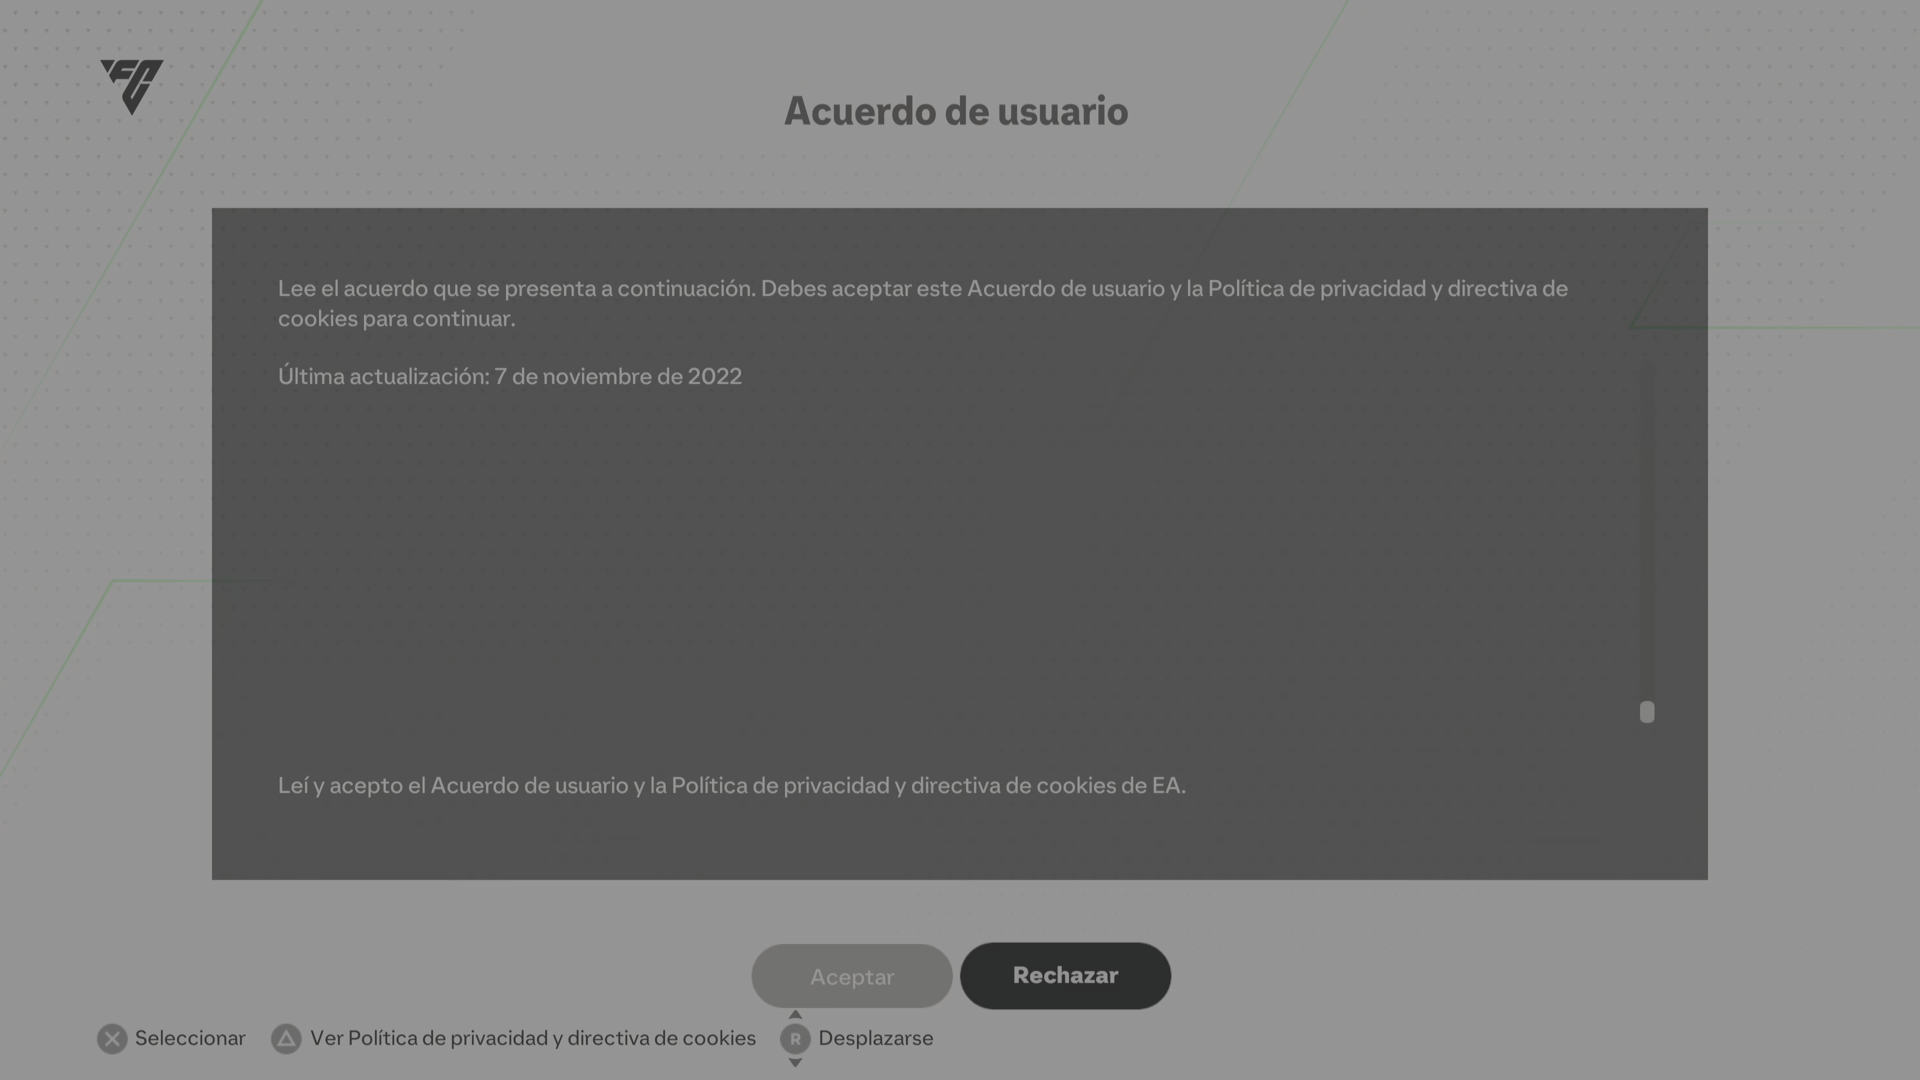 FC
Acuerdo de usuario
Lee el acuerdo que se presenta a continuación. Debes aceptar este Acuerdo de usuario y la Política de privacidad y directiva de
cookies para continuar.
Última actualización: 7 de noviembre de 2022
Leí y acepto el Acuerdo de usuario y la Política de privacidad y directiva de cookies de EA.
Aceptar Rechazar
Seleccionar Ver Política de privacidad y directiva de cookies R Desplazarse